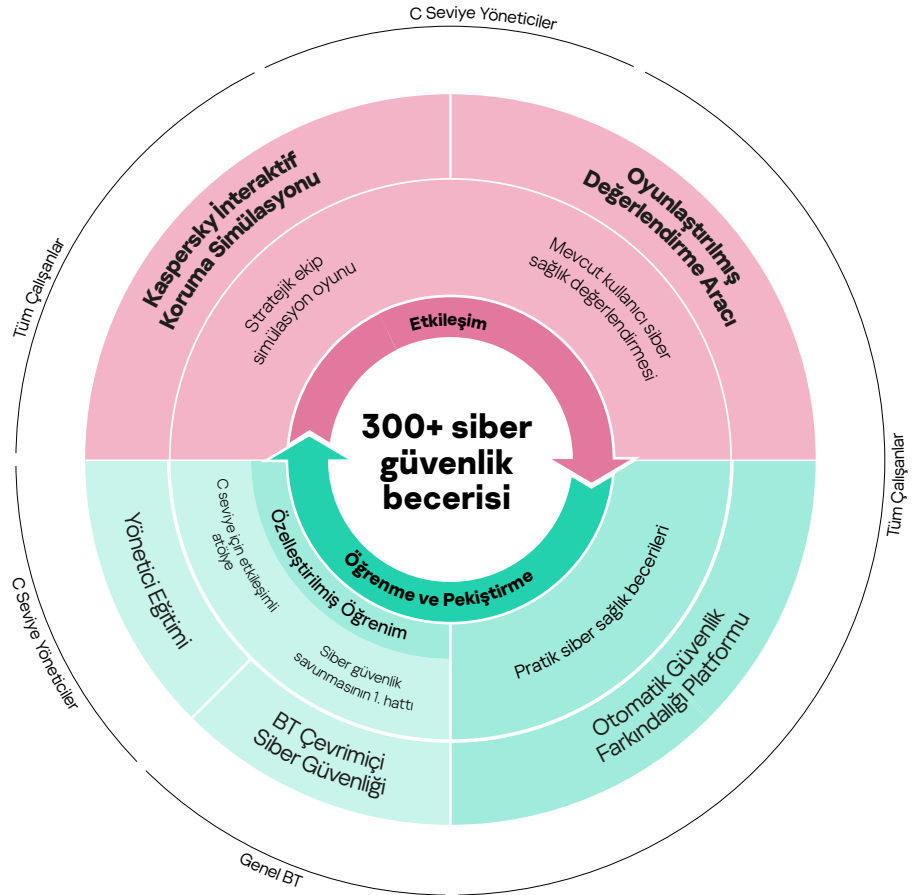 C Seviye Yöneticiler
Tüm Çalışanlar
Kaspersky İnteraktif
Koruma Simülasyonu
Oyunlaştırılmış
Değerlendirme Aracı
Stratejik ekip
simülasyon oyunu
Mevcut kullanıcı siber
sağlık değerlendirmesi
Etkileşim
300+ siber
güvenlik
becerisi
Tüm Çalışanlar
C seviye için etkileşimli
atölye
Özelleştirilmiş Öğrenim
Öğrenme ve Pekiştirme
Yönetici Eğitimi
Siber güvenlik
savunmasının 1. hattı
Pratik siber sağlık becerileri
BT Çevrimiçi
Siber Güvenliği
Otomatik Güvenlik
Farkındalığı Platformu
C Seviye Yöneticiler
Genel BT